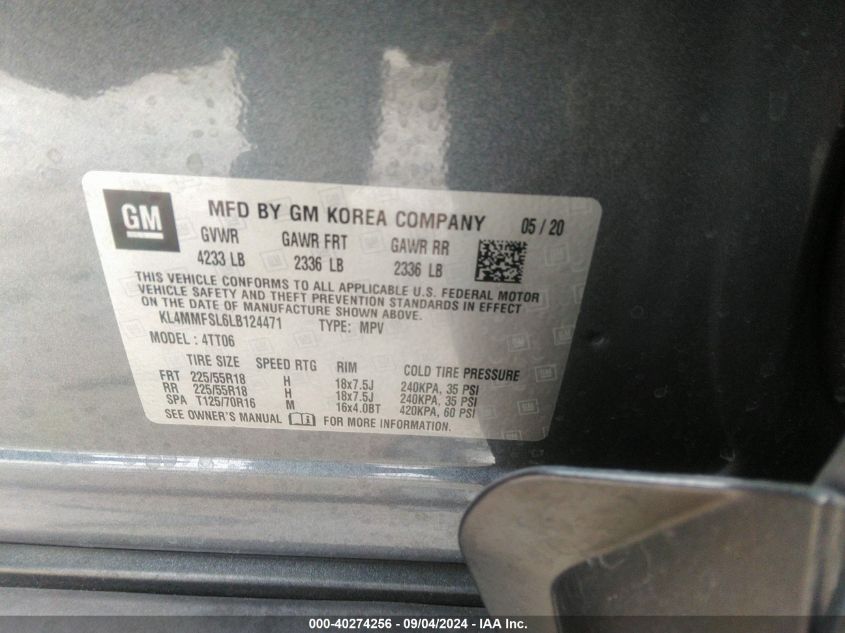 GM MFD BY GM KOREA COMPANY 05 / 20
GVWR GAWR FRT GAWR RR
4233 LB 2336 LB 2336 LB
THIS VEHICLE CONFORMS TO ALL APPLICABLE U.S. FEDERAL MOTOR
VEHICLE SAFETY AND THEFT PREVENTION STANDARDS IN EFFECT
ON THE DATE OF MANUFACTURE SHOWN ABOVE.
KL4MMFSL6LB124471 TYPE: MPV
MODEL : 4TT06
TIRE SIZE SPEED RTG RIM COLD TIRE PRESSURE
FRT 225/55R18 H 18x7.5J 240KPA, 35 PSI
RR 225/55R18 H 18x7.5J 240KPA, 35 PSI
SPA T125/70R16 M 16x4.0BT 420KPA, 60 PSI
SEE OWNER'S MANUAL FOR MORE INFORMATION.
000-40274256 - 09/04/2024 - IAA Inc.